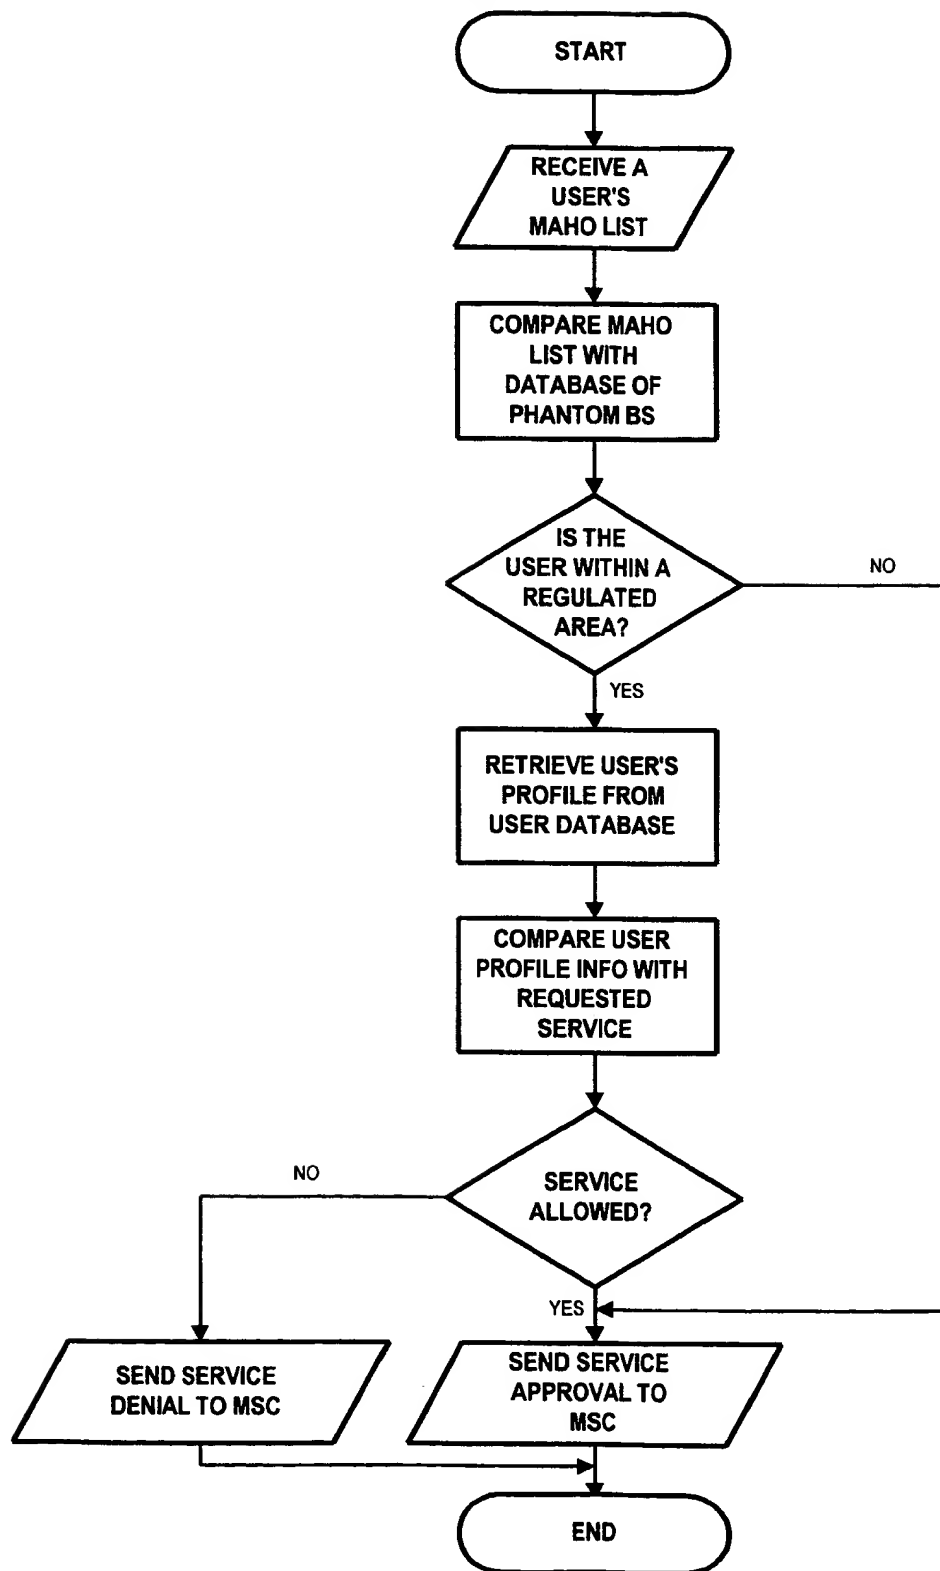 START
RECEIVE A
USER'S
MAHO LIST
COMPARE MAHO
LIST WITH
DATABASE OF
PHANTOM BS
IS THE
USER WITHIN A
REGULATED
AREA?
NO
YES
RETRIEVE USER'S
PROFILE FROM
USER DATABASE
COMPARE USER
PROFILE INFO WITH
REQUESTED
SERVICE
SERVICE
ALLOWED?
NO
YES
SEND SERVICE
DENIAL TO MSC
SEND SERVICE
APPROVAL TO
MSC
END